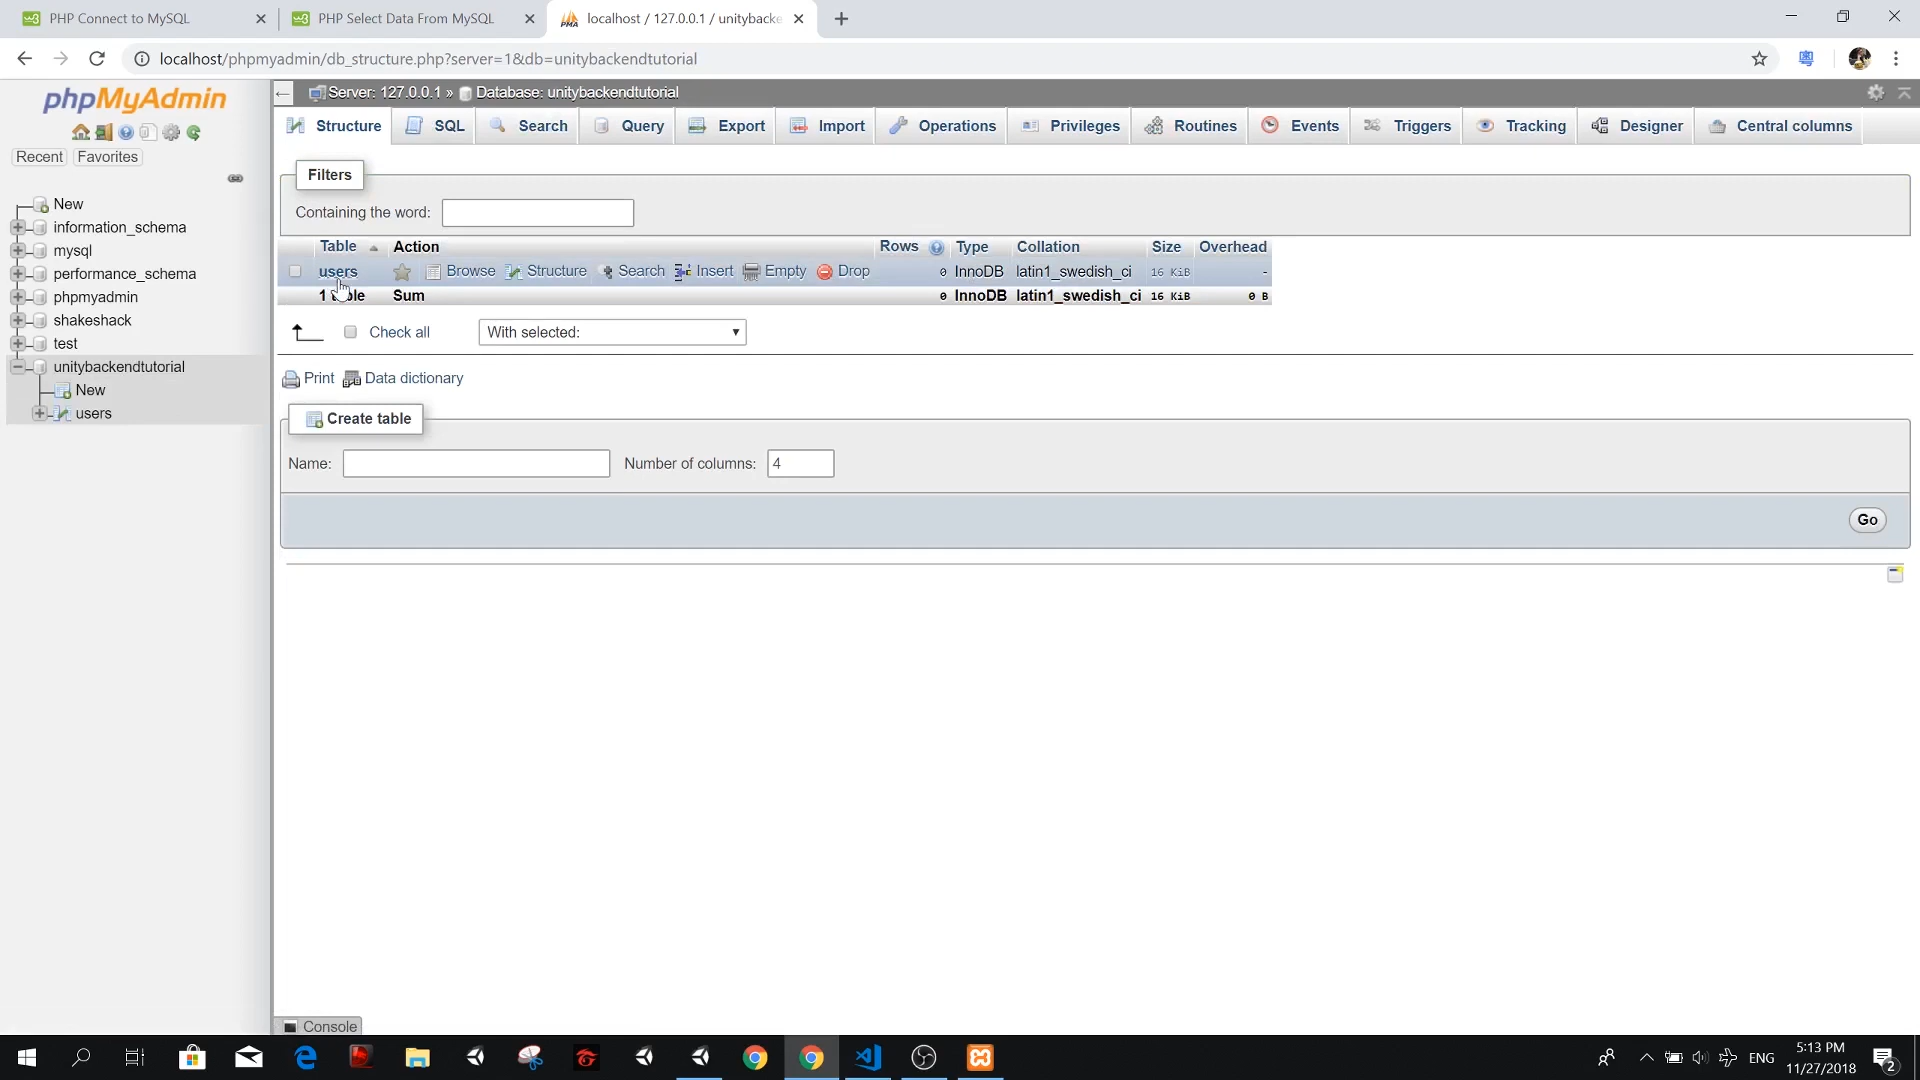 PHP Connect to MySQL
PHP Select Data From MySQL
localhost / 127.0.0.1 / unitybacke
localhost/phpmyadmin/db_structure.php?server=1&db=unitybackendtutorial
phpMyAdmin
Server: 127.0.0.1 » Database: unitybackendtutorial
Structure SQL Search Query Export Import Operations Privileges Routines Events Triggers Tracking Designer Central columns
Recent Favorites
New
information_schema
mysql
performance_schema
phpmyadmin
shakeshack
test
unitybackendtutorial
New
users
Filters
Containing the word:
Table Action Rows Type Collation Size Overhead
users Browse Structure Search Insert Empty Drop 0 InnoDB latin1_swedish_ci 16 KiB -
1 Sum 0 InnoDB latin1_swedish_ci 16 KiB 0 B
Check all With selected:
Print Data dictionary
Create table
Name: Number of columns: 4
Go
Console
ENG
5:13 PM
11/27/2018
2